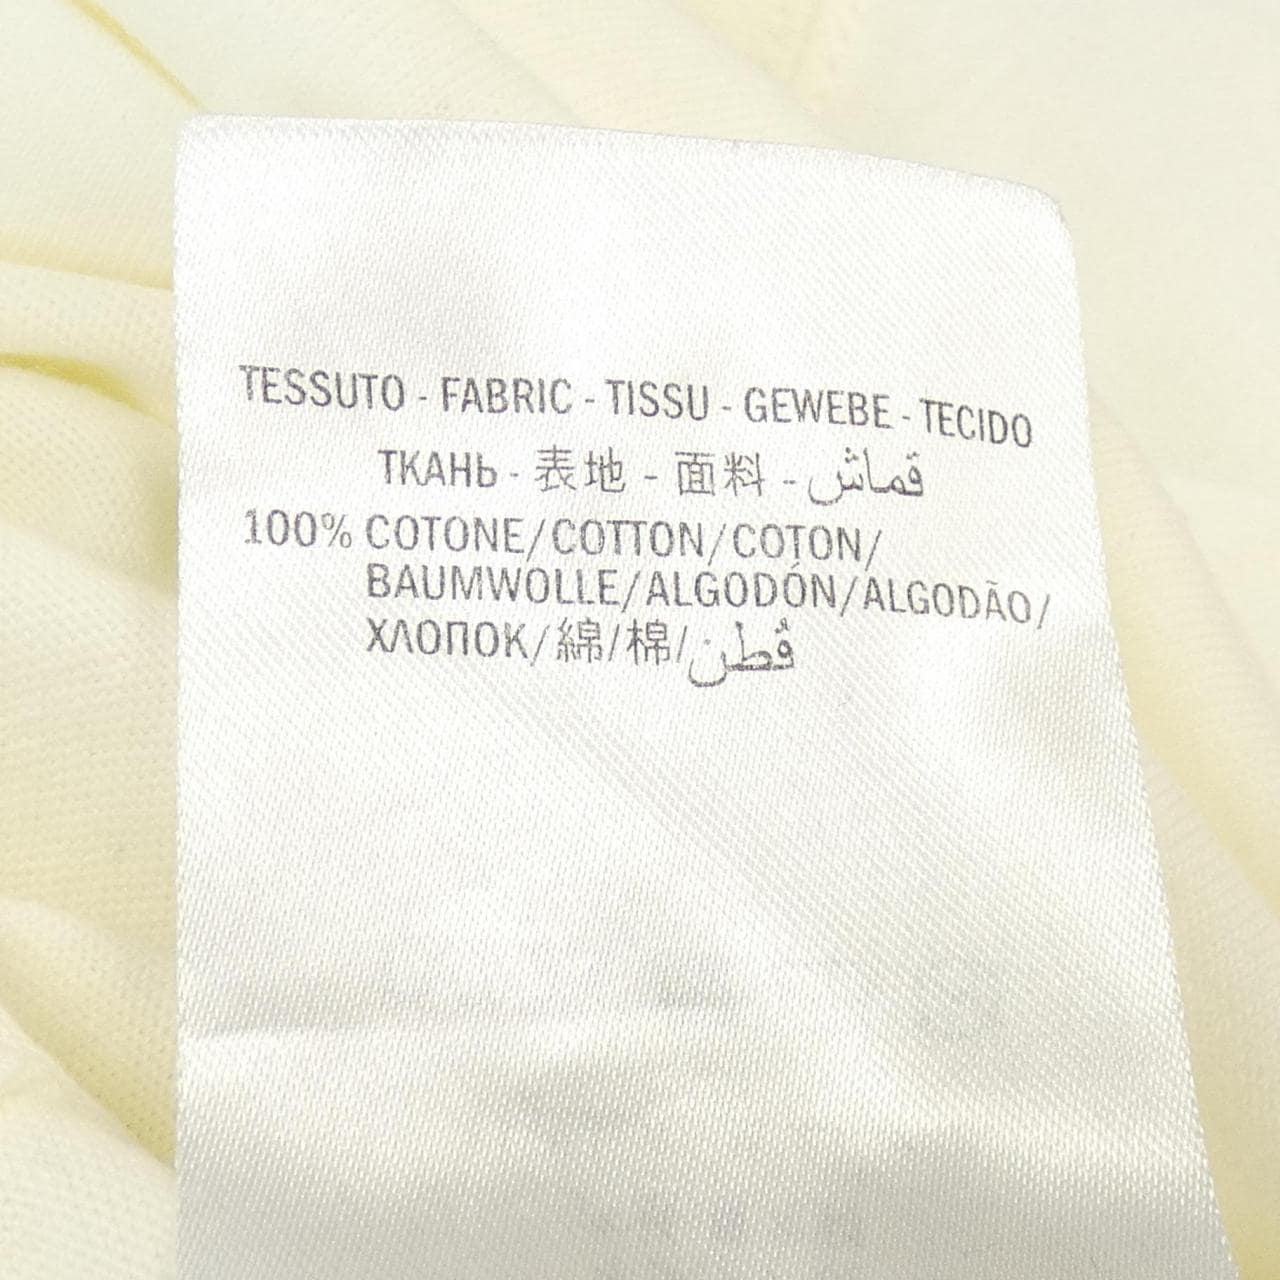 TESSUTO - FABRIC - TISSU - GEWEBE - TECIDO
ТКАНЬ - 表地 - 面料 - قماش
100% COTONE/COTTON/COTON/
BAUMWOLLE/ALGODÓN/ALGODÃO/
ХЛОПОК/綿/棉/قُطن